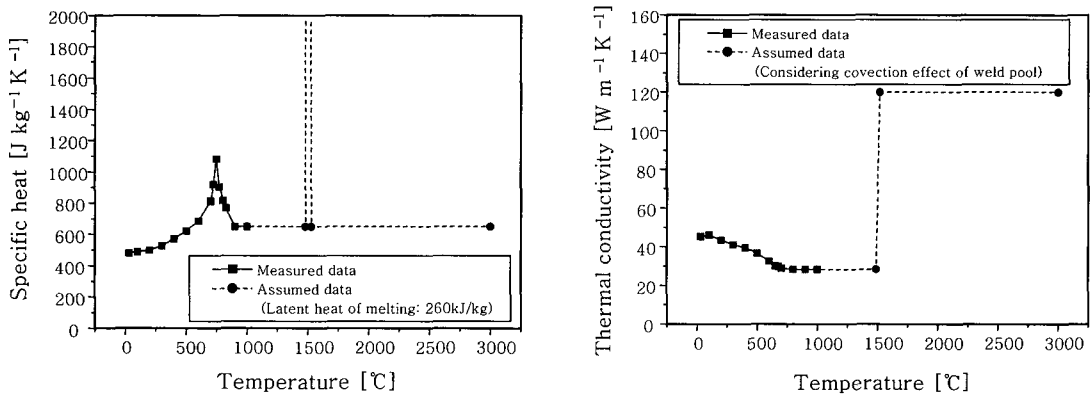 Specific heat [J kg⁻¹ K⁻¹]
2000
1800
1600
1400
1200
1000
800
600
400
200
0
Measured data
Assumed data
(Latent heat of melting: 260kJ/kg)
0 500 1000 1500 2000 2500 3000
Temperature [℃]
Thermal conductivity [W m⁻¹ K⁻¹]
160
140
120
100
80
60
40
20
0
Measured data
Assumed data
(Considering covection effect of weld pool)
0 500 1000 1500 2000 2500 3000
Temperature [℃]